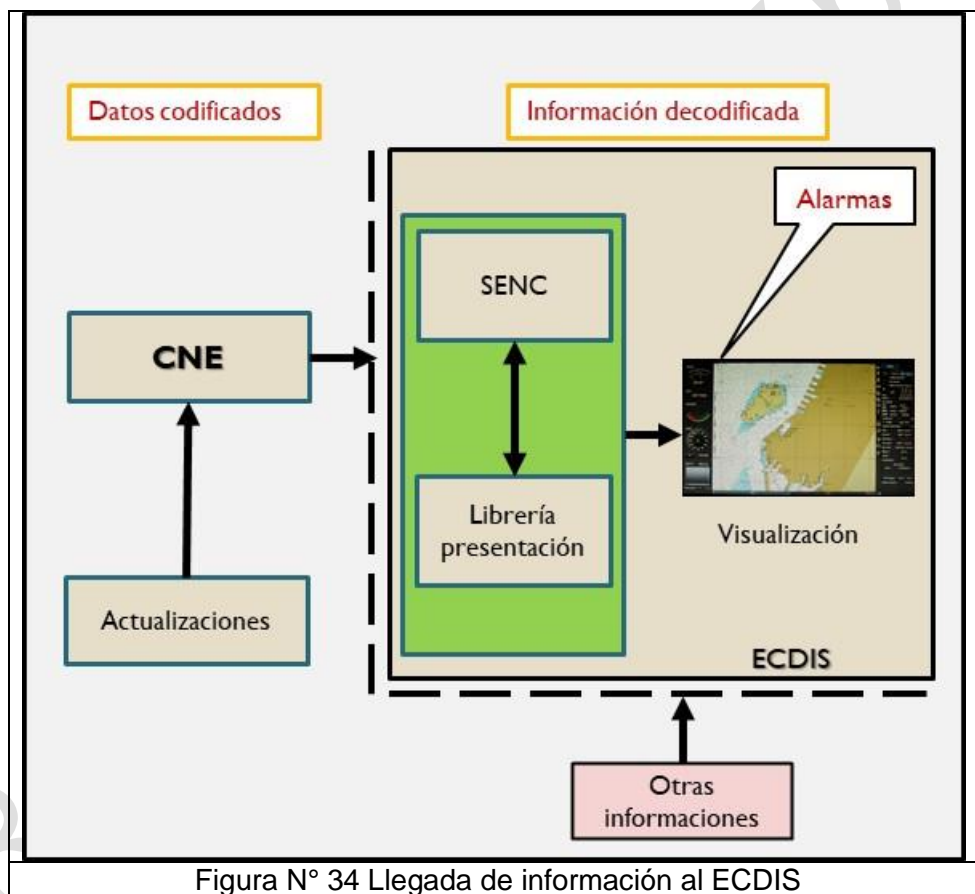 Datos codificados
Información decodificada
Alarmas
SENC
CNE
Librería
presentación
Visualización
Actualizaciones
ECDIS
Otras
informaciones
Figura N° 34 Llegada de información al ECDIS